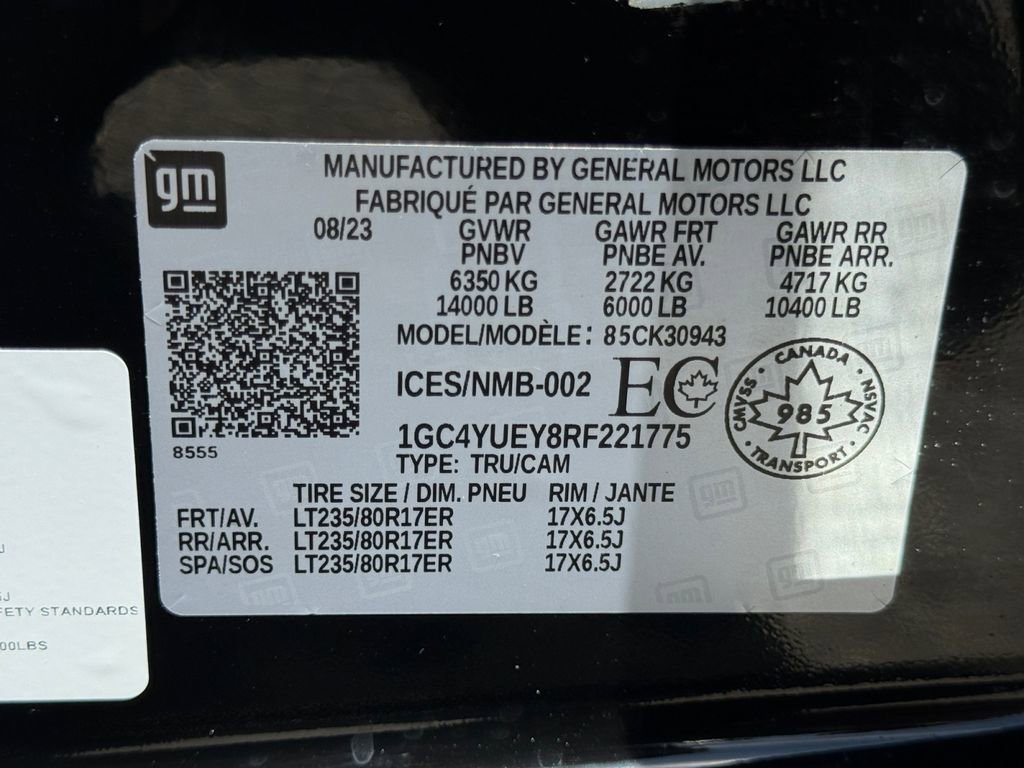 gm
MANUFACTURED BY GENERAL MOTORS LLC
FABRIQUÉ PAR GENERAL MOTORS LLC
08/23 GVWR GAWR FRT GAWR RR
PNBV PNBE AV. PNBE ARR.
6350 KG 2722 KG 4717 KG
14000 LB 6000 LB 10400 LB
MODEL/MODÈLE: 85CK30943
ICES/NMB-002 EC
CANADA
CMVSS 985 NSVAC
TRANSPORT
1GC4YUEY8RF221775
8555
TYPE: TRU/CAM
TIRE SIZE / DIM. PNEU RIM / JANTE
FRT/AV. LT235/80R17ER 17X6.5J
RR/ARR. LT235/80R17ER 17X6.5J
SPA/SOS LT235/80R17ER 17X6.5J
J
5J
FETY STANDARDS
00LBS